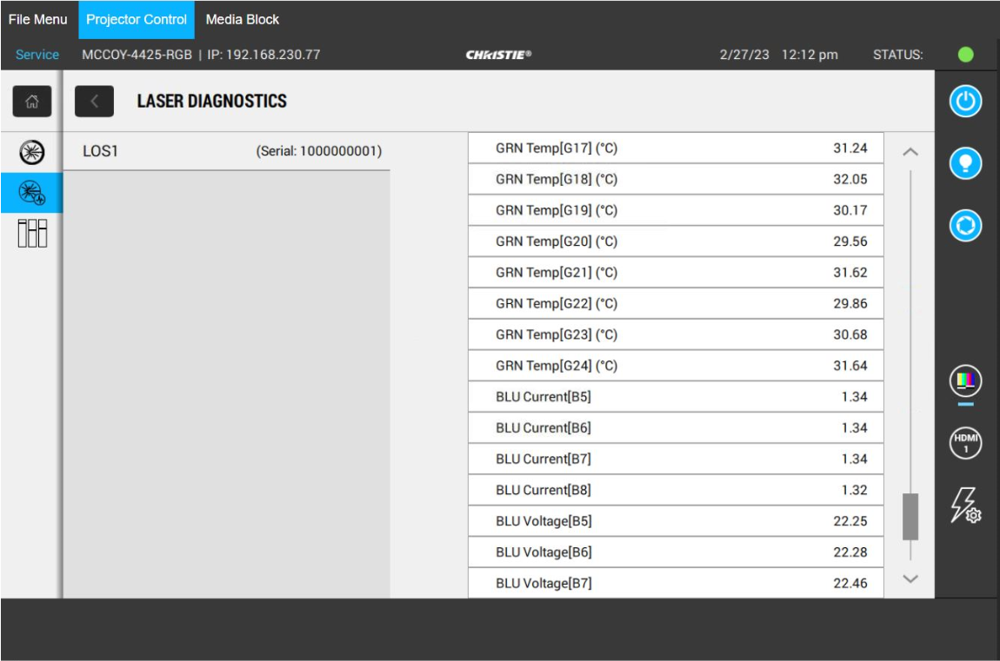 File Menu Projector Control Media Block
Service MCCOY-4425-RGB | IP: 192.168.230.77 CHRISTIE® 2/27/23 12:12 pm STATUS:
LASER DIAGNOSTICS
LOS1 (Serial: 1000000001)
GRN Temp[G17] (°C) 31.24
GRN Temp[G18] (°C) 32.05
GRN Temp[G19] (°C) 30.17
GRN Temp[G20] (°C) 29.56
GRN Temp[G21] (°C) 31.62
GRN Temp[G22] (°C) 29.86
GRN Temp[G23] (°C) 30.68
GRN Temp[G24] (°C) 31.64
BLU Current[B5] 1.34
BLU Current[B6] 1.34
BLU Current[B7] 1.34
BLU Current[B8] 1.32
BLU Voltage[B5] 22.25
BLU Voltage[B6] 22.28
BLU Voltage[B7] 22.46
HDMI
1